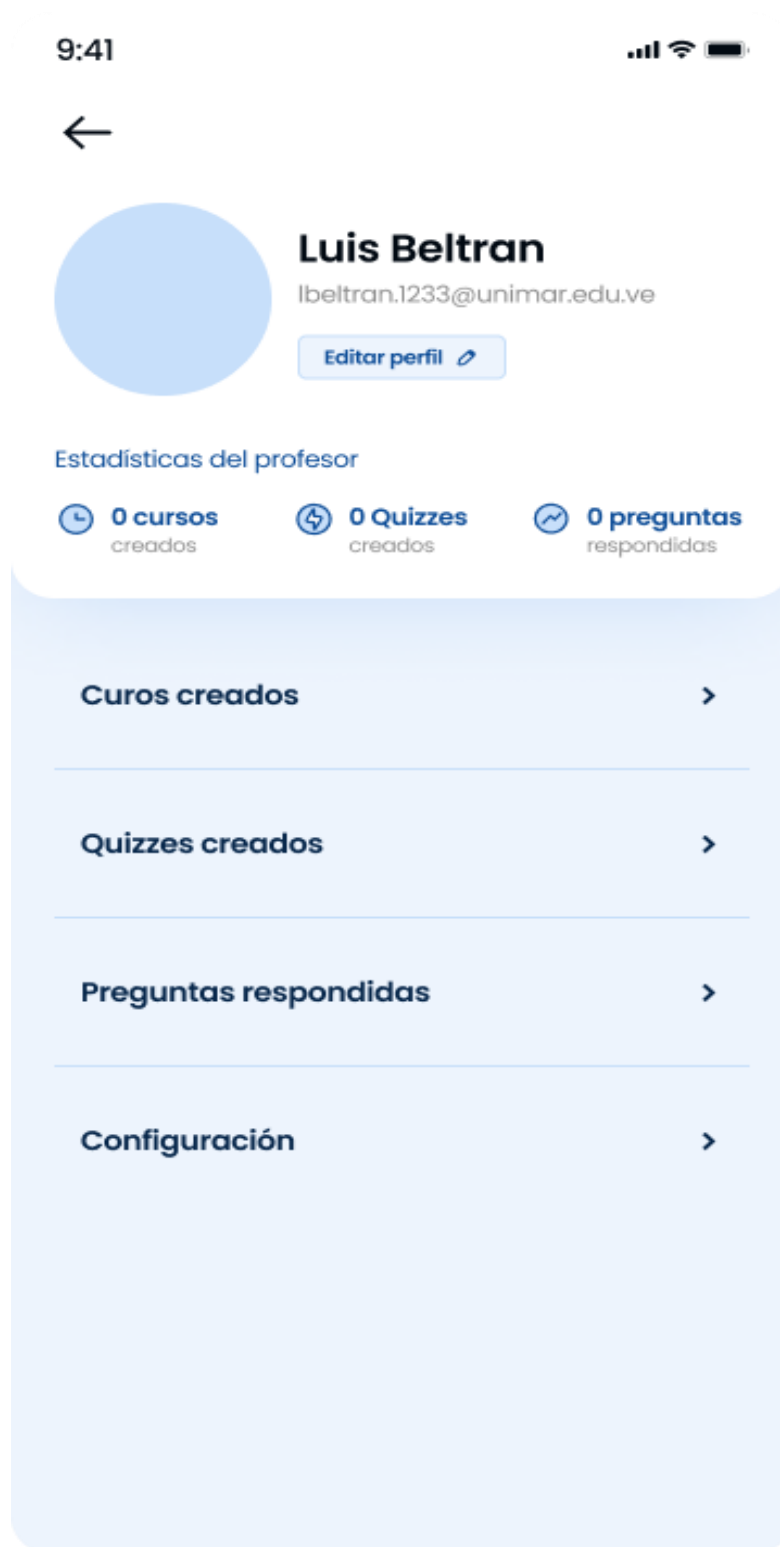 9:41
Luis Beltran
lbeltran.1233@unimar.edu.ve
Editar perfil
Estadísticas del profesor
0 cursos 0 Quizzes 0 preguntas
creados creados respondidas
Curos creados
Quizzes creados
Preguntas respondidas
Configuración